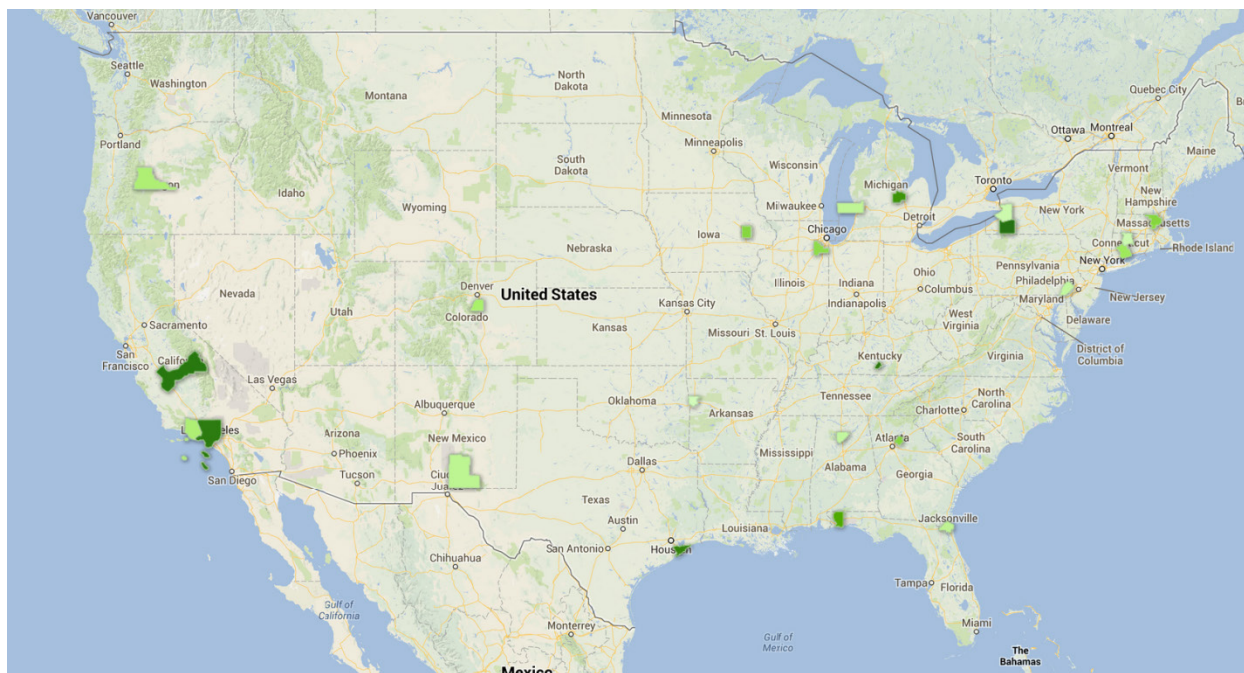 Vancouver
Quebec City
Seattle
Washington
North
Dakota
Montana
Minnesota
Ottawa
Montreal
Portland
Minneapolis
Maine
South
Dakota
Wisconsin
Vermont
Michigan
Toronto
Idaho
Wyoming
Milwaukee
New
Hampshire
New York
Detroit
Massachusetts
Iowa
Chicago
Connecticut
Rhode Island
Nebraska
Pennsylvania
New York
Nevada
Denver
United States
Illinois
Indiana
Ohio
Philadelphia
Indianapolis
Columbus
Maryland
New Jersey
Utah
Colorado
Kansas City
Sacramento
Kansas
Missouri
St. Louis
West
Virginia
Delaware
San
Francisco
California
Kentucky
Virginia
District of
Columbia
Las Vegas
Tennessee
North
Carolina
Oklahoma
Albuquerque
Arkansas
Charlotte
Arizona
New Mexico
Atlanta
South
Carolina
Phoenix
Mississippi
Dallas
Alabama
Georgia
San Diego
Tucson
Texas
Jacksonville
Austin
Louisiana
San Antonio
Houston
Chihuahua
Tampa
Florida
Gulf of
California
Monterrey
Miami
Gulf of
Mexico
The
Bahamas
Mexico